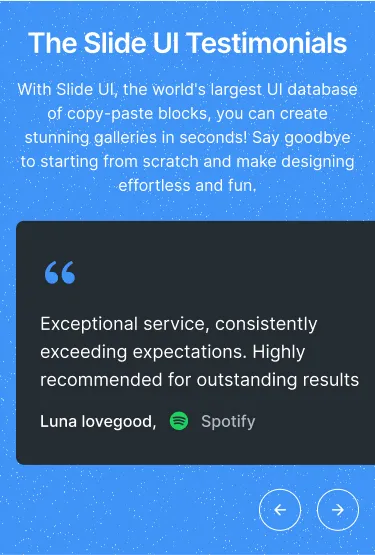 The Slide UI Testimonials
With Slide UI, the world's largest UI database
of copy-paste blocks, you can create
stunning galleries in seconds! Say goodbye
to starting from scratch and make designing
effortless and fun.
“
Exceptional service, consistently
exceeding expectations. Highly
recommended for outstanding results
Luna lovegood, Spotify